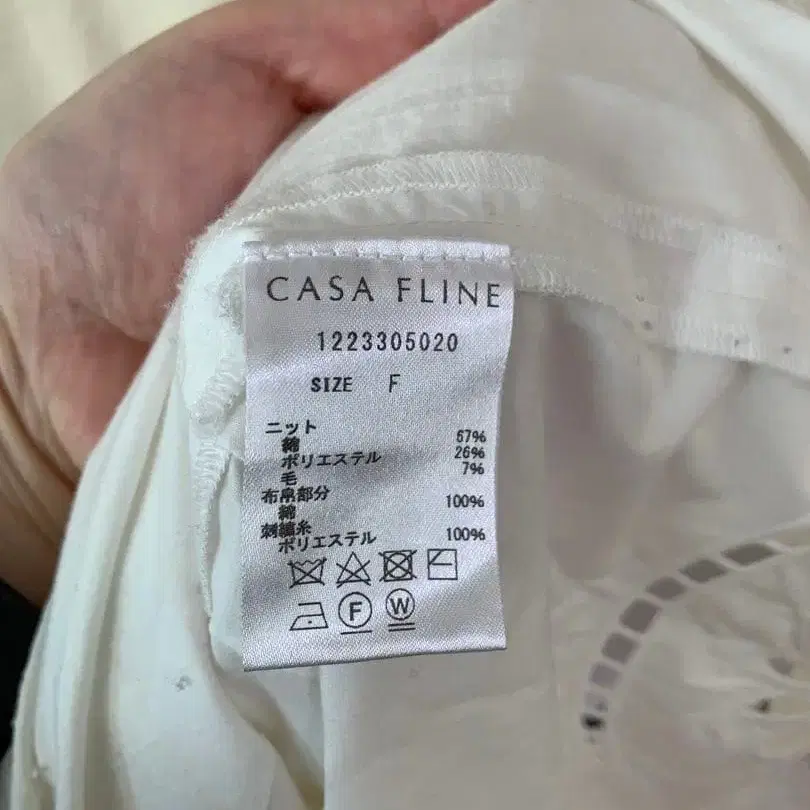 CASA FLINE
1223305020
SIZE F
ニット
綿 67%
ポリエステル 26%
毛 7%
布帛部分
綿 100%
刺繍糸
ポリエステル 100%
F W